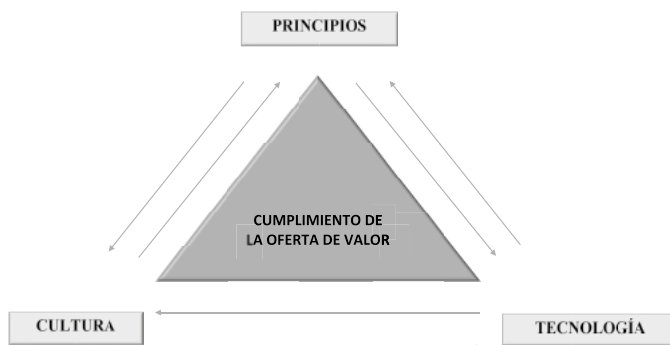 PRINCIPIOS
CUMPLIMIENTO DE
LA OFERTA DE VALOR
CULTURA
TECNOLOGÍA